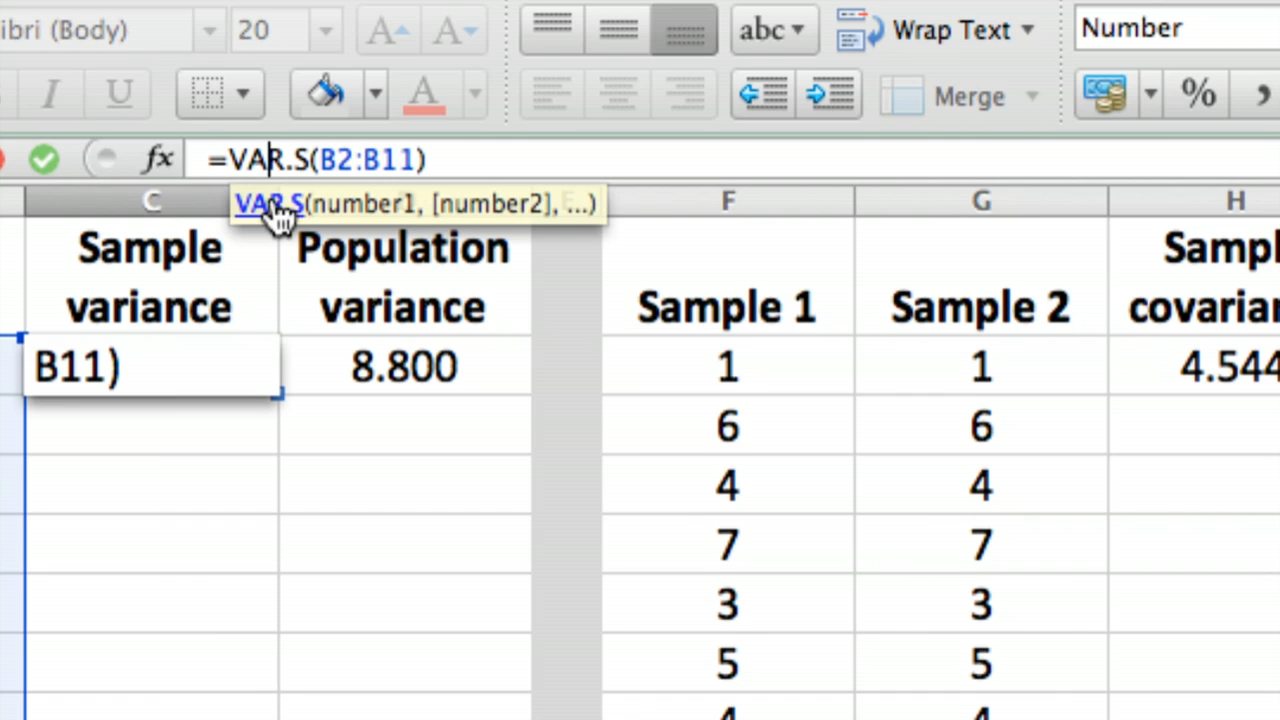 ibri (Body) 20 A A abc Wrap Text Number
I U A Merge % ,
fx =VAR.S(B2:B11)
VAR.S(number1, [number2], ...)
C F G H
Sample variance Population variance Sample 1 Sample 2 Sampl covarian
B11) 8.800 1 1 4.544
6 6
4 4
7 7
3 3
5 5
4 4